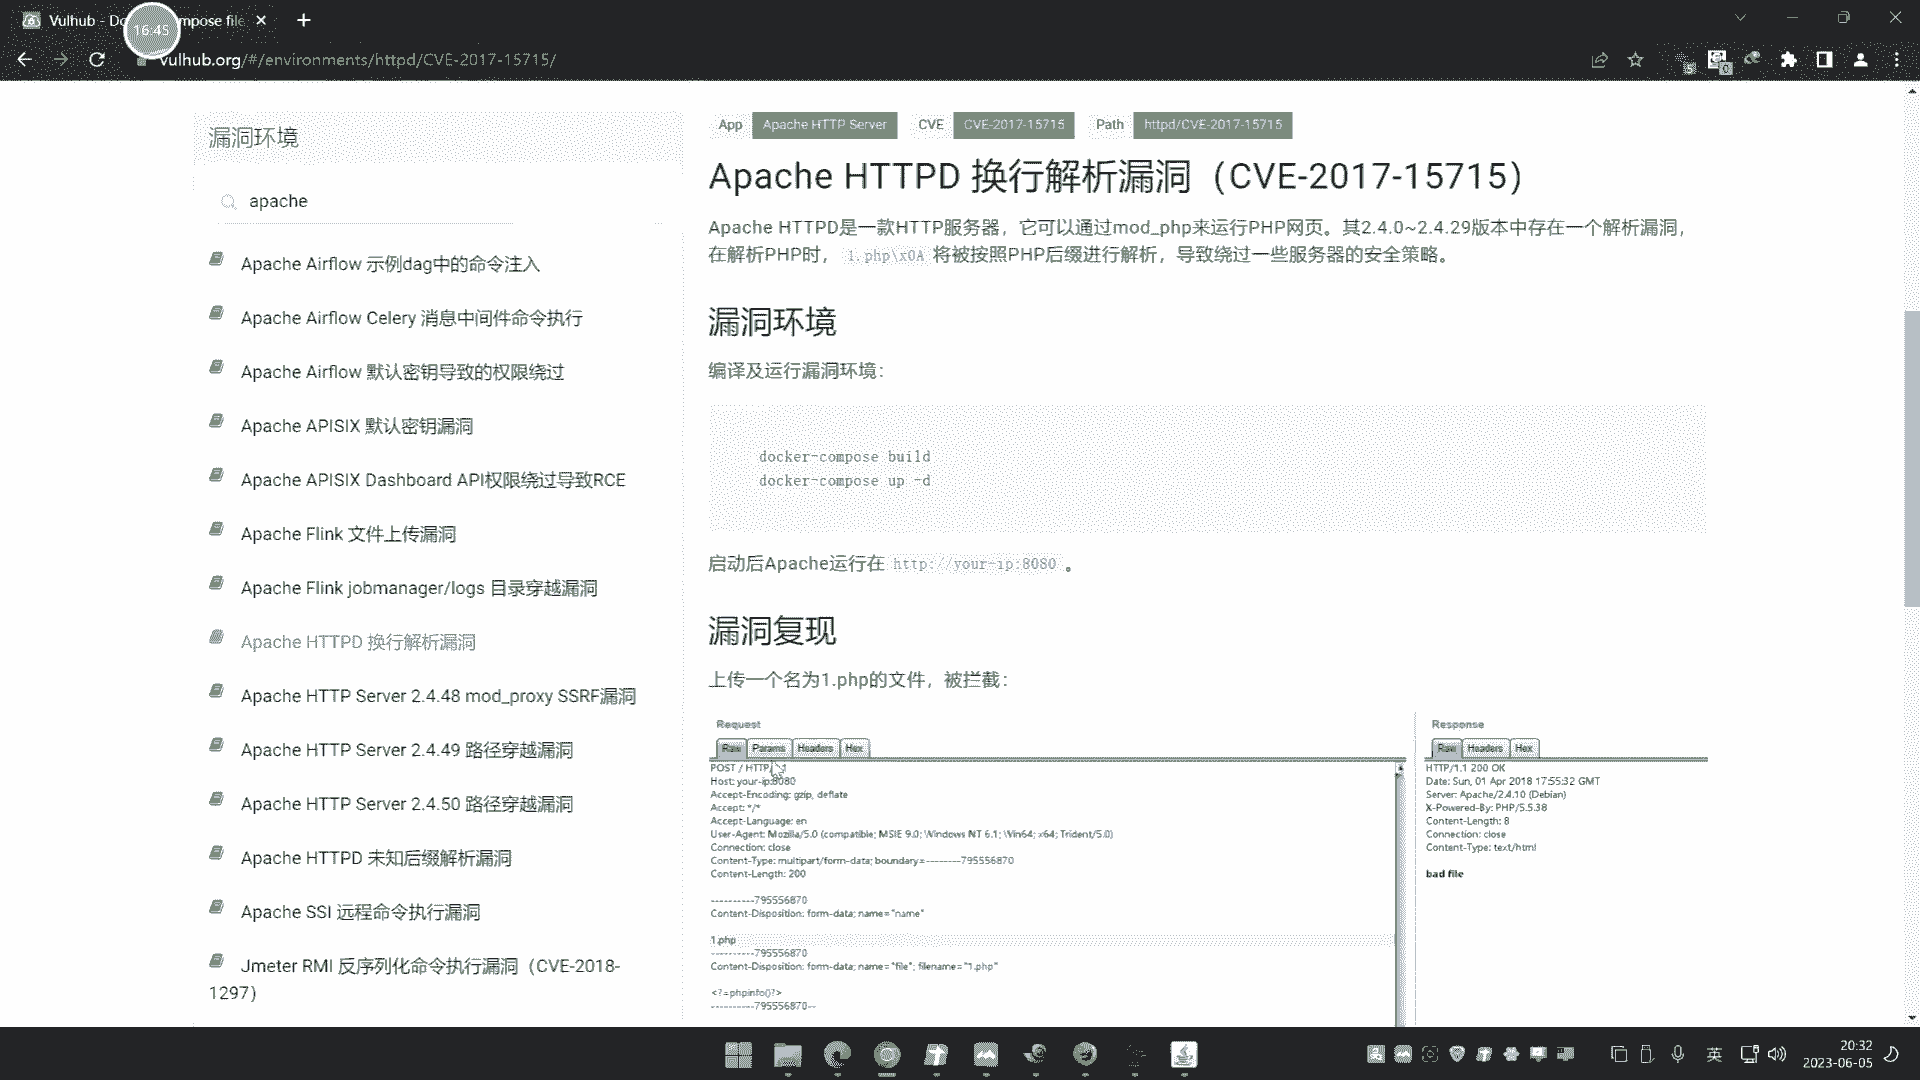 Vulhub - Do
mpose file
16:45
vulhub.org/#/environments/httpd/CVE-2017-15715/
漏洞环境
apache
Apache Airflow 示例dag中的命令注入
Apache Airflow Celery 消息中间件命令执行
Apache Airflow 默认密钥导致的权限绕过
Apache APISIX 默认密钥漏洞
Apache APISIX Dashboard API权限绕过导致RCE
Apache Flink 文件上传漏洞
Apache Flink jobmanager/logs 目录穿越漏洞
Apache HTTPD 换行解析漏洞
Apache HTTP Server 2.4.48 mod_proxy SSRF漏洞
Apache HTTP Server 2.4.49 路径穿越漏洞
Apache HTTP Server 2.4.50 路径穿越漏洞
Apache HTTPD 未知后缀解析漏洞
Apache SSI 远程命令执行漏洞
Jmeter RMI 反序列化命令执行漏洞（CVE-2018-
1297）
App Apache HTTP Server CVE CVE-2017-15715 Path httpd/CVE-2017-15715
Apache HTTPD 换行解析漏洞（CVE-2017-15715）
Apache HTTPD是一款HTTP服务器，它可以通过mod_php来运行PHP网页。其2.4.0~2.4.29版本中存在一个解析漏洞，
在解析PHP时， 1.php\x0A 将被按照PHP后缀进行解析，导致绕过一些服务器的安全策略。
漏洞环境
编译及运行漏洞环境：
docker-compose build
docker-compose up -d
启动后Apache运行在 http://your-ip:8080 。
漏洞复现
上传一个名为1.php的文件，被拦截：
Request
Raw Params Headers Hex
POST / HTTP
Host: your-ip:8080
Accept-Encoding: gzip, deflate
Accept: */*
Accept-Language: en
User-Agent: Mozilla/5.0 (compatible; MSIE 9.0; Windows NT 6.1; Win64; x64; Trident/5.0)
Connection: close
Content-Type: multipart/form-data; boundary=---------795556870
Content-Length: 200
----------795556870
Content-Disposition: form-data; name="name"
1.php
----------795556870
Content-Disposition: form-data; name="file"; filename="1.php"
<?=phpinfo()?>
----------795556870--
Response
Raw Headers Hex
HTTP/1.1 200 OK
Date: Sun, 01 Apr 2018 17:55:32 GMT
Server: Apache/2.4.10 (Debian)
X-Powered-By: PHP/5.5.38
Content-Length: 8
Connection: close
Content-Type: text/html
bad file
英
20:32
2023-06-05